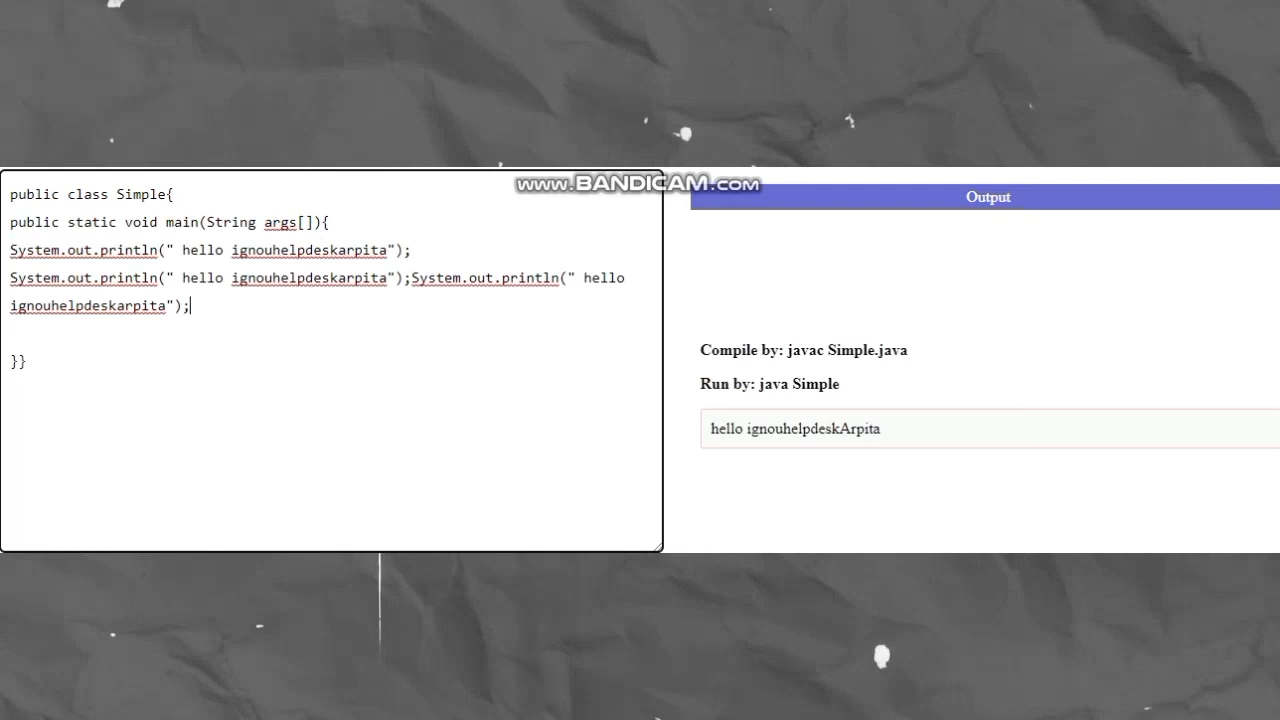 www.BANDICAM.com
public class Simple{
public static void main(String args[]){
System.out.println(" hello ignouhelpdeskarpita");
System.out.println(" hello ignouhelpdeskarpita");System.out.println(" hello
ignouhelpdeskarpita");
}}
Output
Compile by: javac Simple.java
Run by: java Simple
hello ignouhelpdeskArpita